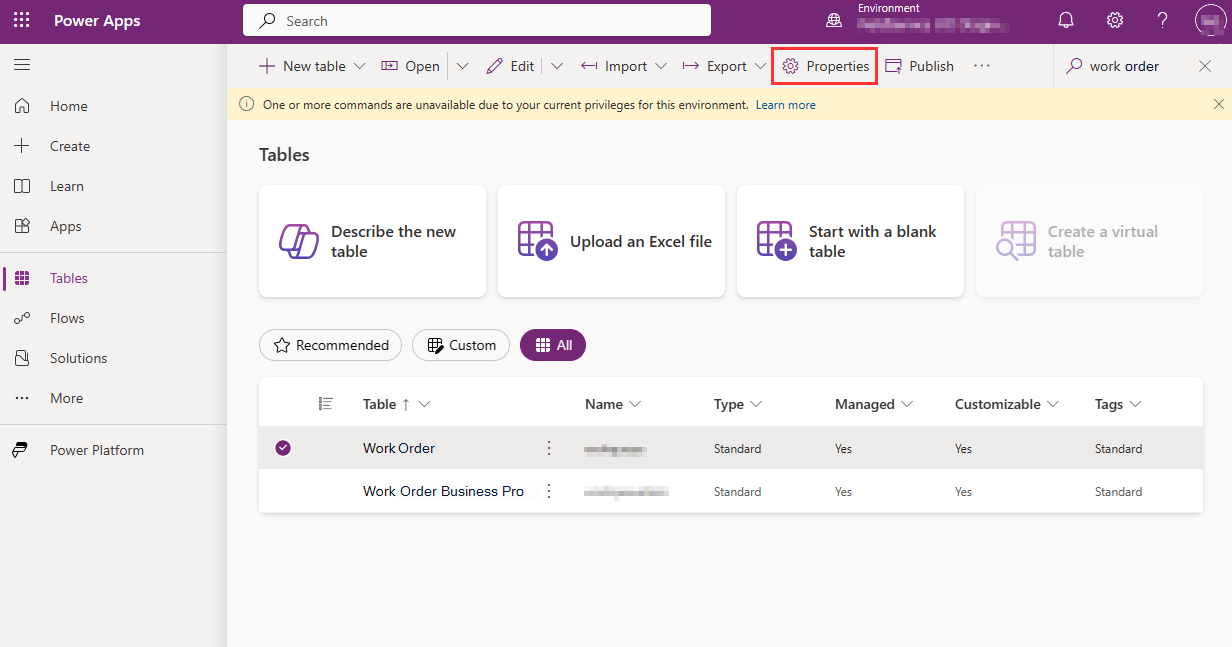 Power Apps
Search
Environment
New table
Open
Edit
Import
Export
Properties
Publish
work order
One or more commands are unavailable due to your current privileges for this environment. Learn more
Home
Create
Learn
Apps
Tables
Flows
Solutions
More
Power Platform
Tables
Describe the new
table
Upload an Excel file
Start with a blank
table
Create a virtual
table
Recommended
Custom
All
Table ↑ Name Type Managed Customizable Tags
Work Order Standard Yes Yes Standard
Work Order Business Pro Standard Yes Yes Standard